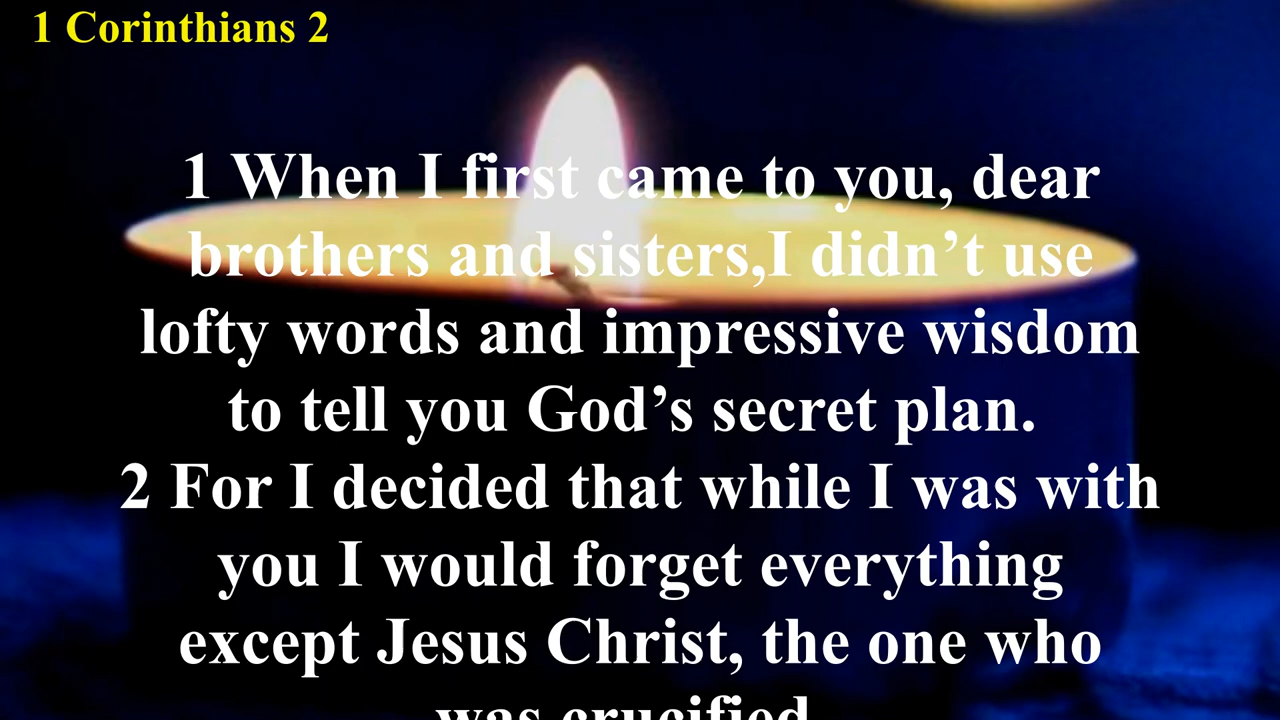 1 Corinthians 2
1 When I first came to you, dear
brothers and sisters,I didn’t use
lofty words and impressive wisdom
to tell you God’s secret plan.
2 For I decided that while I was with
you I would forget everything
except Jesus Christ, the one who
was crucified